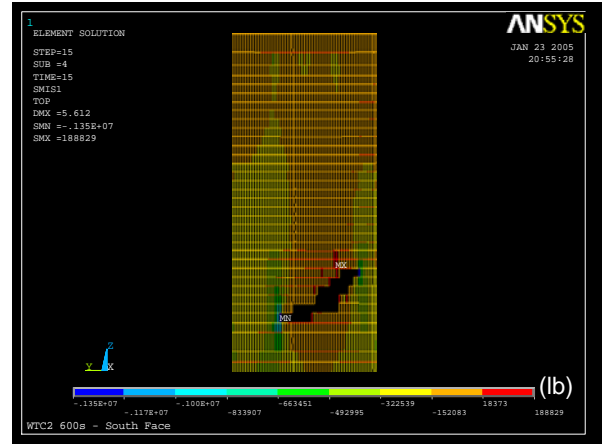 1
ANSYS
ELEMENT SOLUTION
JAN 23 2005
20:55:28
STEP=15
SUB =4
TIME=15
SMIS1
TOP
DMX =5.612
SMN =-.135E+07
SMX =188829
MX
MN
Z
Y X
(lb)
-.135E+07 -.100E+07 -663451 -322539 18373
-.117E+07 -833907 -492995 -152083 188829
WTC2 600s - South Face